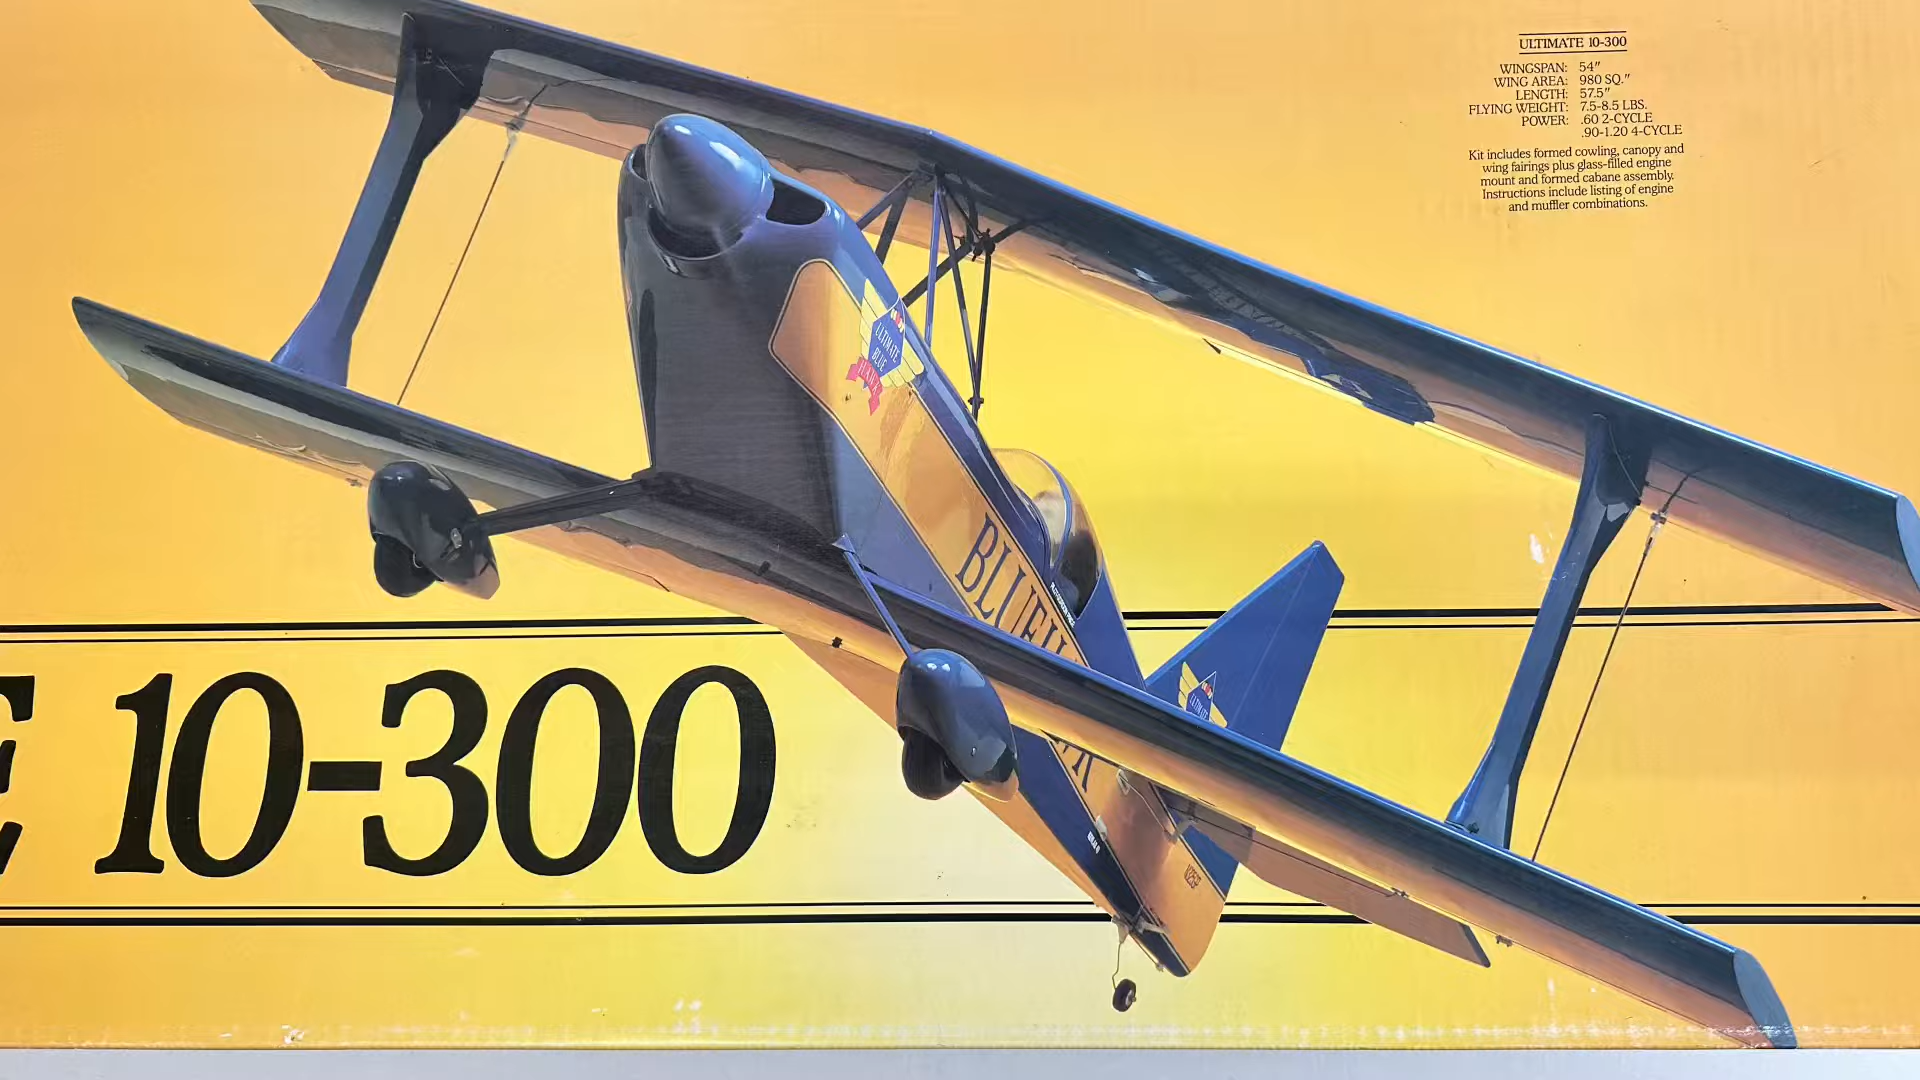 ULTIMATE 10-300
WINGSPAN: 54"
WING AREA: 980 SQ."
LENGTH: 57.5"
FLYING WEIGHT: 7.5-8.5 LBS.
POWER: .60 2-CYCLE
.90-1.20 4-CYCLE
Kit includes formed cowling, canopy and
wing fairings plus glass-filled engine
mount and formed cabane assembly.
Instructions include listing of engine
and muffler combinations.
ULTIMATE
BLUE
HAWK
BLUE
ULTIMATE
E 10-300